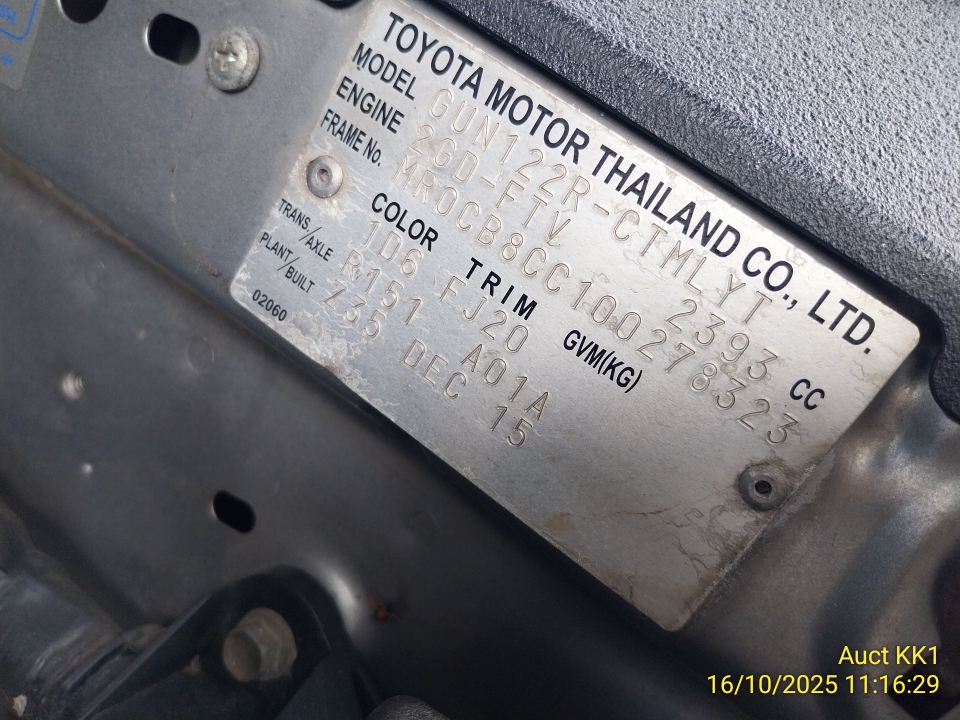 TOYOTA MOTOR THAILAND CO., LTD.
MODEL GUN122R-CTMLYT
ENGINE 2GD-FTV 2393 CC
FRAME No. MR0CB8CC100278323
COLOR TRIM GVM(KG)
1D6 FJ20
TRANS/AXLE R151 A01A
PLANT/BUILT Z35 DEC 15
02060
Auct KK1
16/10/2025 11:16:29